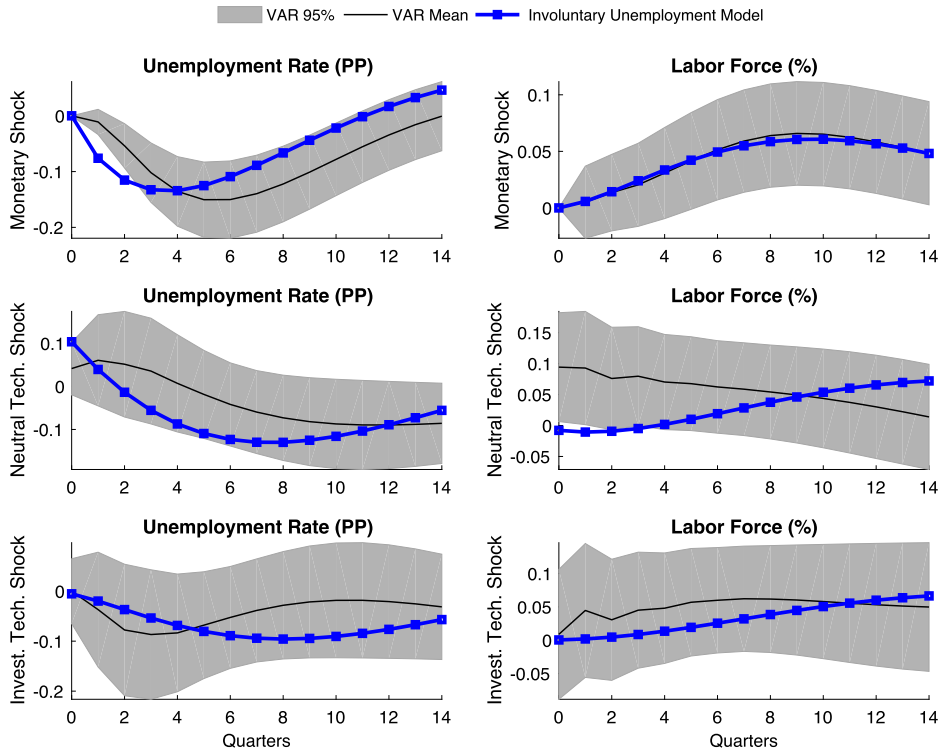 VAR 95% VAR Mean Involuntary Unemployment Model
Unemployment Rate (PP)
Monetary Shock
0
-0.1
-0.2
0 2 4 6 8 10 12 14
Labor Force (%)
Monetary Shock
0.1
0.05
0
0 2 4 6 8 10 12 14
Unemployment Rate (PP)
Neutral Tech. Shock
0.1
0
-0.1
0 2 4 6 8 10 12 14
Labor Force (%)
Neutral Tech. Shock
0.15
0.1
0.05
0
-0.05
0 2 4 6 8 10 12 14
Unemployment Rate (PP)
Invest. Tech. Shock
0
-0.1
-0.2
0 2 4 6 8 10 12 14
Quarters
Labor Force (%)
Invest. Tech. Shock
0.1
0.05
0
-0.05
0 2 4 6 8 10 12 14
Quarters